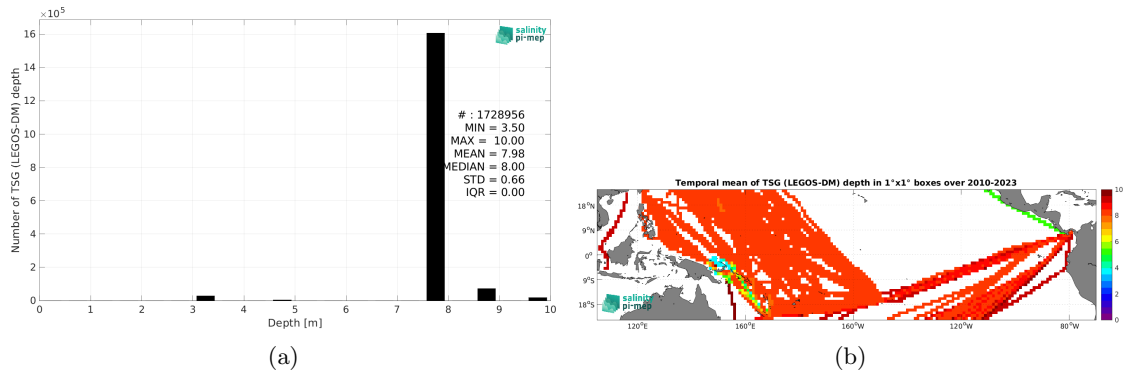 ×10⁵
16
14
12
10
8
6
4
2
0
Number of TSG (LEGOS-DM) depth
salinity
pi-mep
# : 1728956
MIN = 3.50
MAX = 10.00
MEAN = 7.98
MEDIAN = 8.00
STD = 0.66
IQR = 0.00
0 1 2 3 4 5 6 7 8 9 10
Depth [m]
(a)
Temporal mean of TSG (LEGOS-DM) depth in 1°x1° boxes over 2010-2023
18°N
9°N
0°
9°S
18°S
salinity
pi-mep
120°E 160°E 160°W 120°W 80°W
10
8
6
4
2
0
(b)